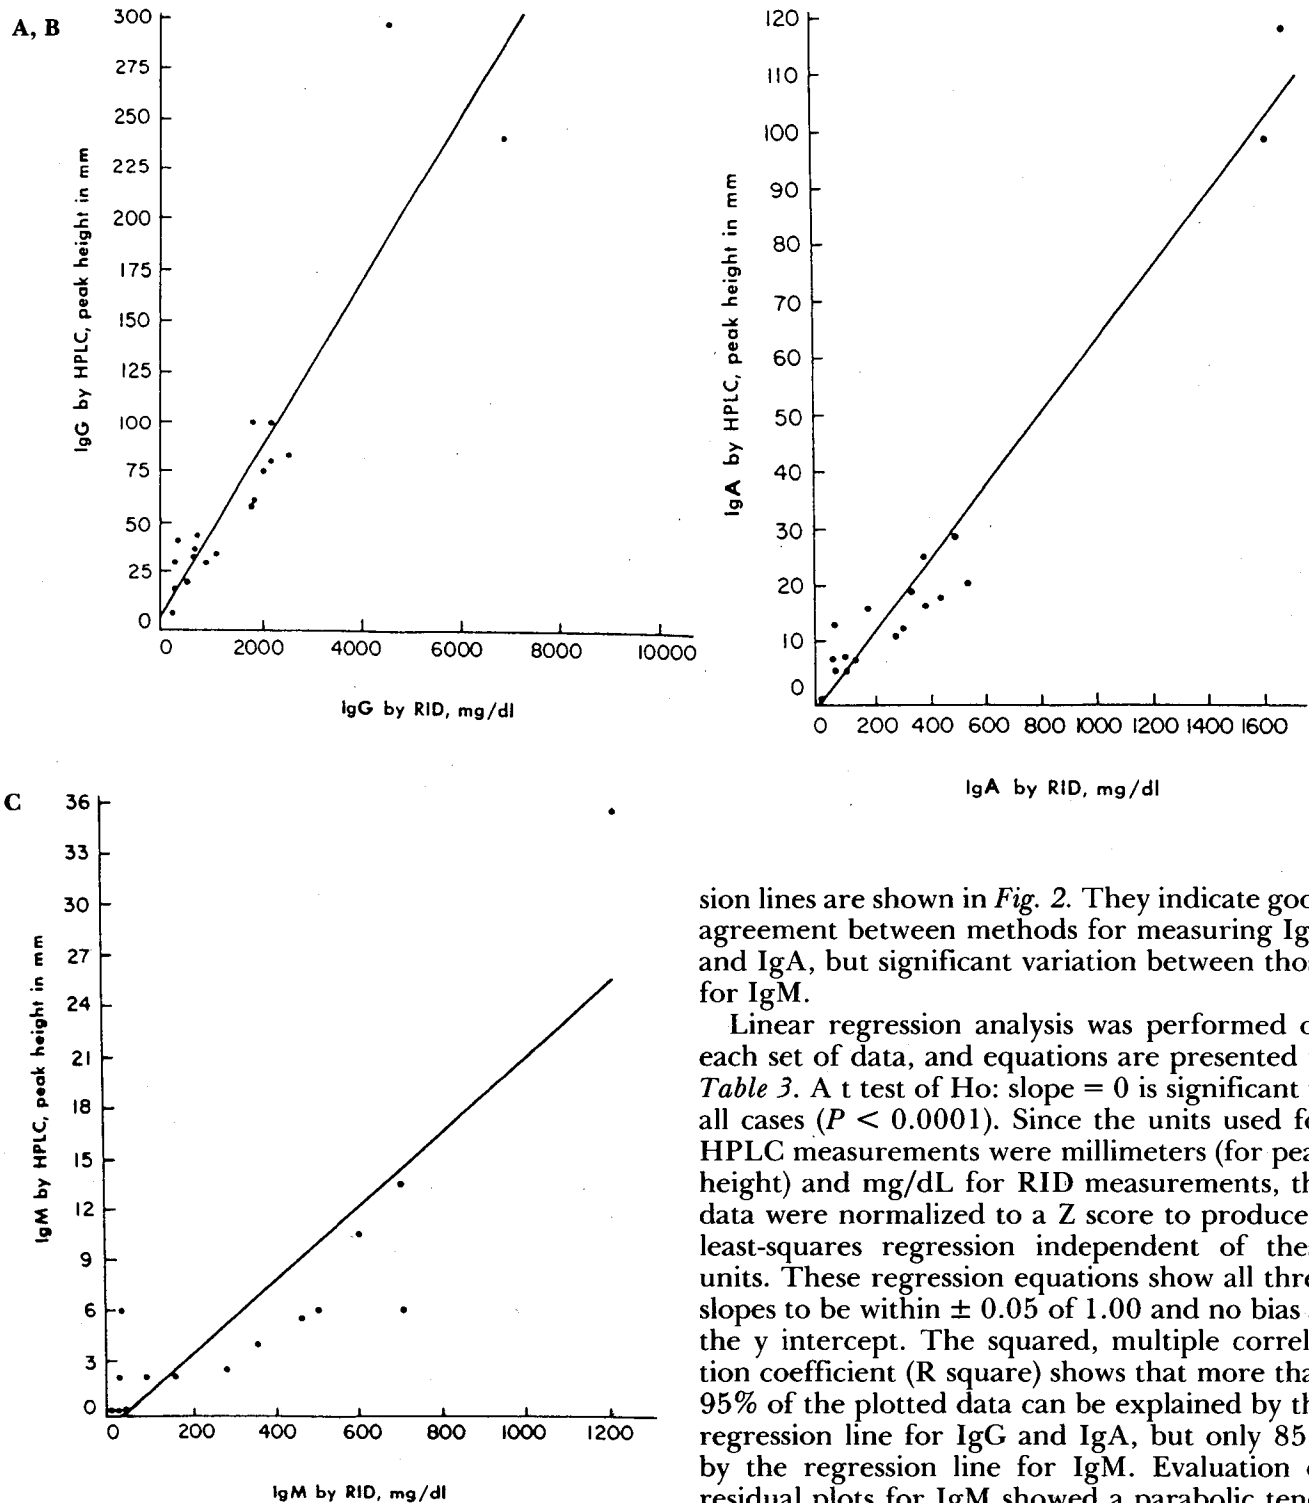 A, B
300
275
250
225
200
175
150
125
100
75
50
25
0
IgG by HPLC, peak height in mm
0 2000 4000 6000 8000 10000
IgG by RID, mg/dl
120
110
100
90
80
70
60
50
40
30
20
10
0
IgA by HPLC, peak height in mm
0 200 400 600 800 1000 1200 1400 1600
IgA by RID, mg/dl
C
36
33
30
27
24
21
18
15
12
9
6
3
0
IgM by HPLC, peak height in mm
0 200 400 600 800 1000 1200
IgM by RID, mg/dl
sion lines are shown in Fig. 2. They indicate
agreement between methods for measuring
and IgA, but significant variation between
for IgM.
Linear regression analysis was performed
each set of data, and equations are presented
Table 3. A t test of Ho: slope = 0 is significant
all cases (P < 0.0001). Since the units used
HPLC measurements were millimeters (for
height) and mg/dL for RID measurements,
data were normalized to a Z score to produce
least-squares regression independent of
units. These regression equations show all
slopes to be within ± 0.05 of 1.00 and no bias
the y intercept. The squared, multiple
tion coefficient (R square) shows that more
95% of the plotted data can be explained by
regression line for IgG and IgA, but only 85
by the regression line for IgM. Evaluation
residual plots for IgM showed a parabolic